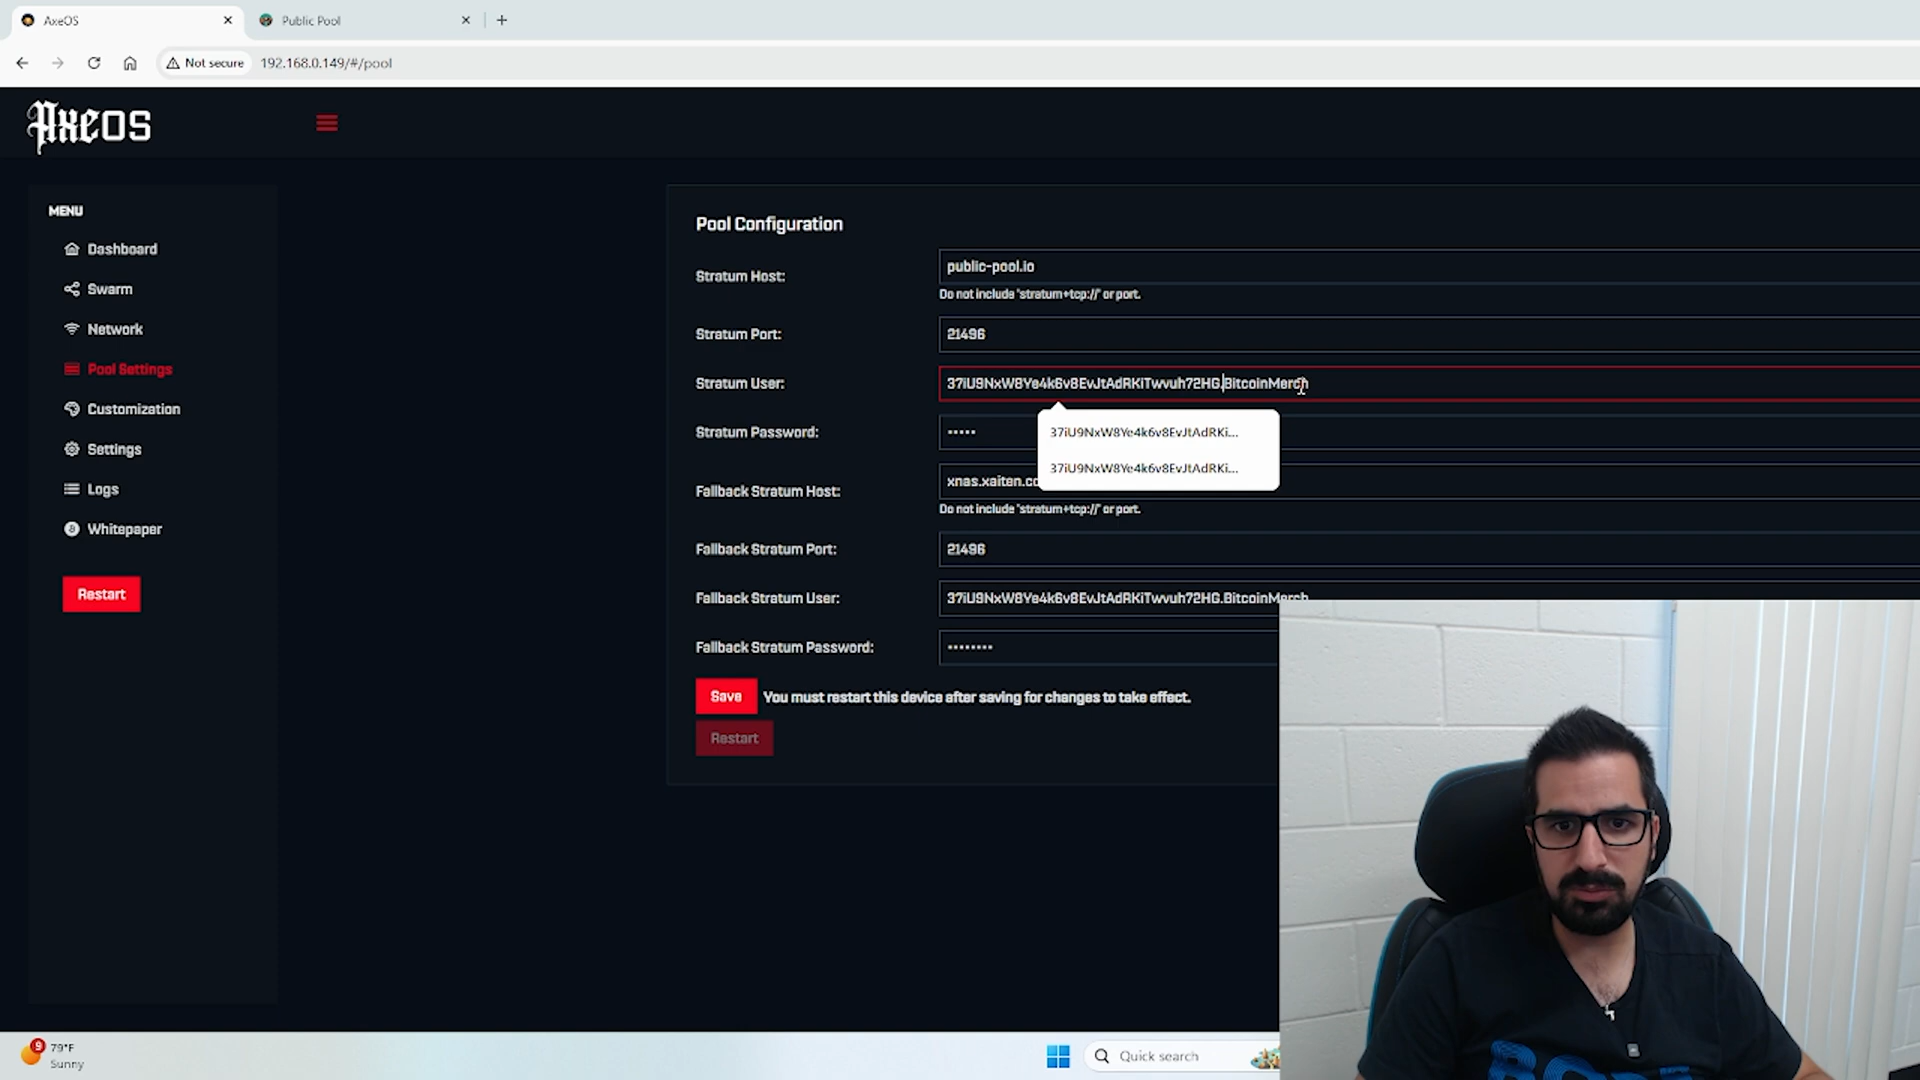 AxeOS
Public Pool
Not secure
192.168.0.149/#/pool
AxeOS
MENU
Dashboard
Swarm
Network
Pool Settings
Customization
Settings
Logs
Whitepaper
Restart
Pool Configuration
Stratum Host:
public-pool.io
Do not include "stratum+tcp://" or port.
Stratum Port:
21496
Stratum User:
37iU9NxW8Ye4k6v8EvJtAdRKiTwvuh72HG.BitcoinMerch
37iU9NxW8Ye4k6v8EvJtAdRKi...
37iU9NxW8Ye4k6v8EvJtAdRKi...
Stratum Password:
•••••
Fallback Stratum Host:
xnas.xaiten.co
Do not include "stratum+tcp://" or port.
Fallback Stratum Port:
21496
Fallback Stratum User:
37iU9NxW8Ye4k6v8EvJtAdRKiTwvuh72HG.BitcoinMerch
Fallback Stratum Password:
••••••••
Save
You must restart this device after saving for changes to take effect.
Restart
9
79°F
Sunny
Quick search